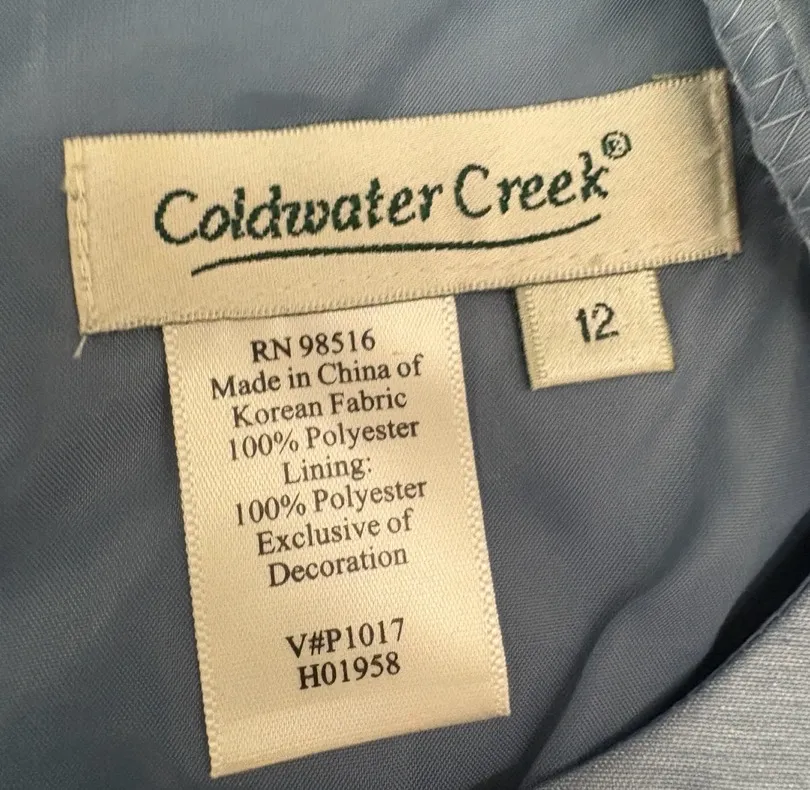 Coldwater Creek®
12
RN 98516
Made in China of
Korean Fabric
100% Polyester
Lining:
100% Polyester
Exclusive of
Decoration
V#P1017
H01958